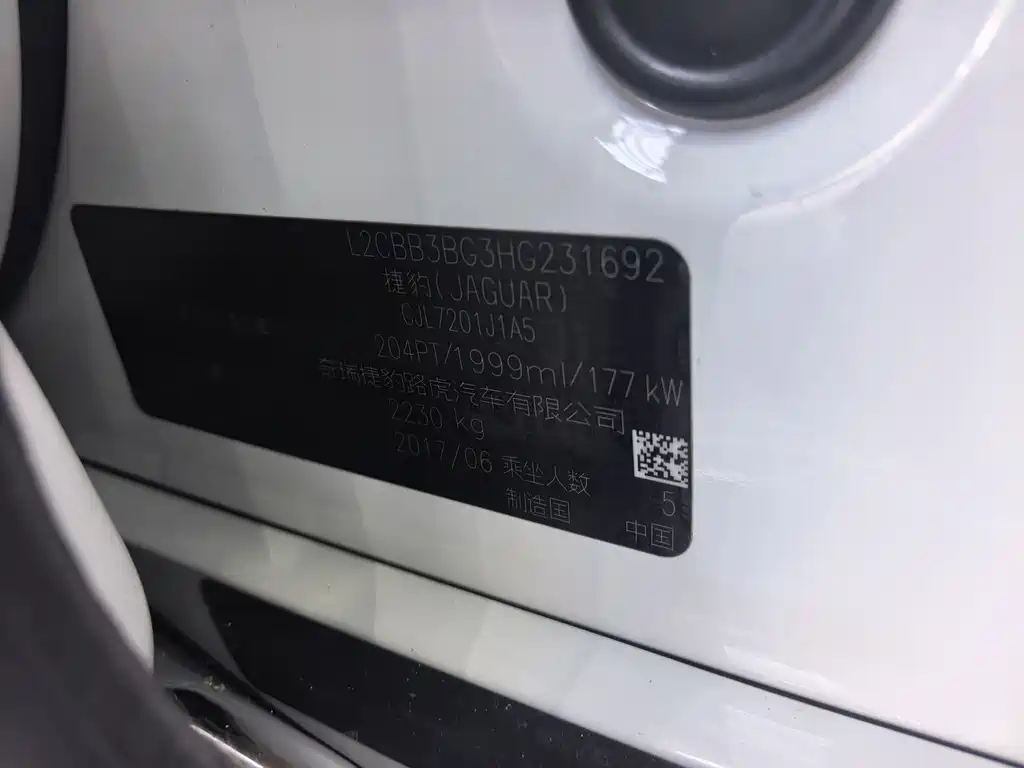 L2CBB3BG3HG231692
捷豹(JAGUAR)
CJL7201J1A5
204PT/1999ml/177 kW
奇瑞捷豹路虎汽车有限公司
2230 kg
2017/06 乘坐人数 5
制造国 中国